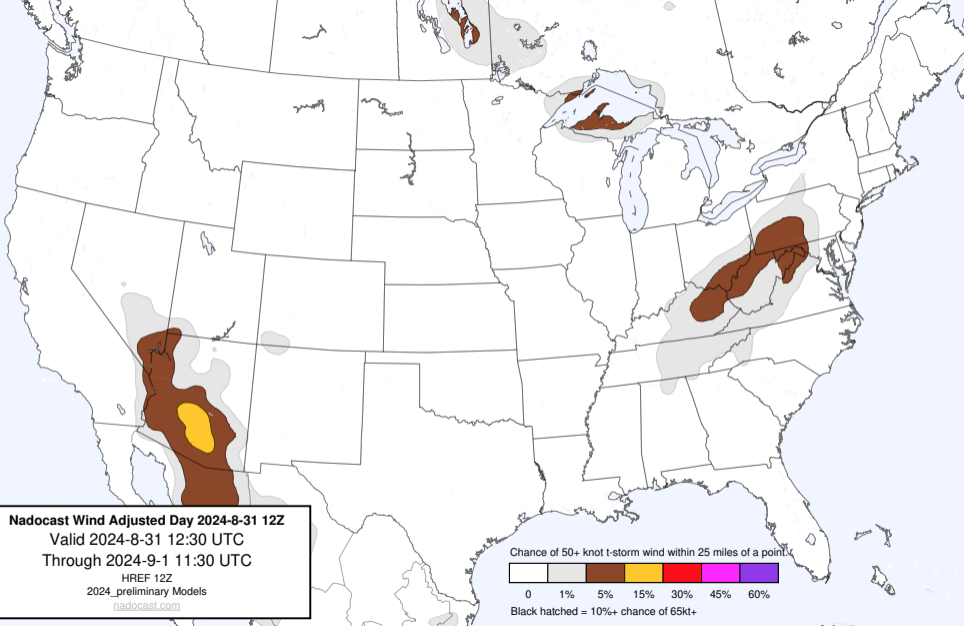 Nadocast Wind Adjusted Day 2024-8-31 12Z
Valid 2024-8-31 12:30 UTC
Through 2024-9-1 11:30 UTC
HREF 12Z
2024_preliminary Models
nadocast.com
Chance of 50+ knot t-storm wind within 25 miles of a point.
0 1% 5% 15% 30% 45% 60%
Black hatched = 10%+ chance of 65kt+